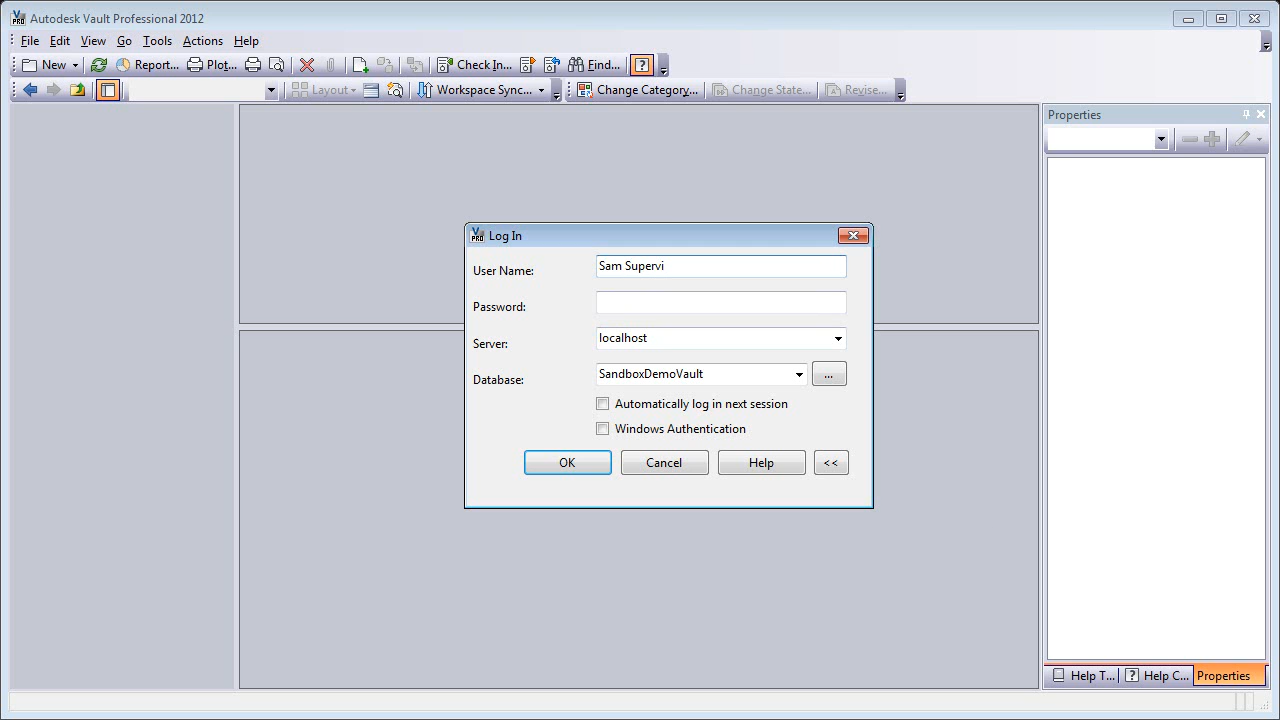 Autodesk Vault Professional 2012
File Edit View Go Tools Actions Help
New Report... Plot... Check In... Find...
Layout Workspace Sync... Change Category... Change State... Revise...
Properties
Log In
User Name: Sam Supervi
Password:
Server: localhost
Database: SandboxDemoVault ...
Automatically log in next session
Windows Authentication
OK Cancel Help <<
Help T... Help C... Properties